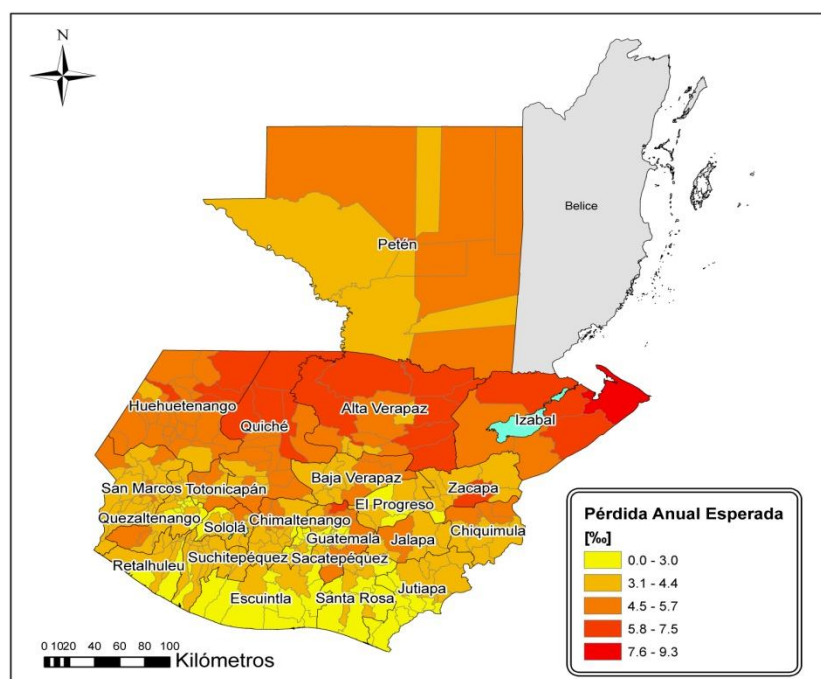 N
Belice
Petén
Huehuetenango
Quiché
Alta Verapaz
Izabal
Baja Verapaz
San Marcos
Totonicapán
El Progreso
Zacapa
Quezaltenango
Sololá
Chimaltenango
Guatemala
Jalapa
Chiquimula
Retalhuleu
Suchitepéquez
Sacatepéquez
Escuintla
Santa Rosa
Jutiapa
Pérdida Anual Esperada
[‰]
0.0 - 3.0
3.1 - 4.4
4.5 - 5.7
5.8 - 7.5
7.6 - 9.3
0 1020 40 60 80 100
Kilómetros